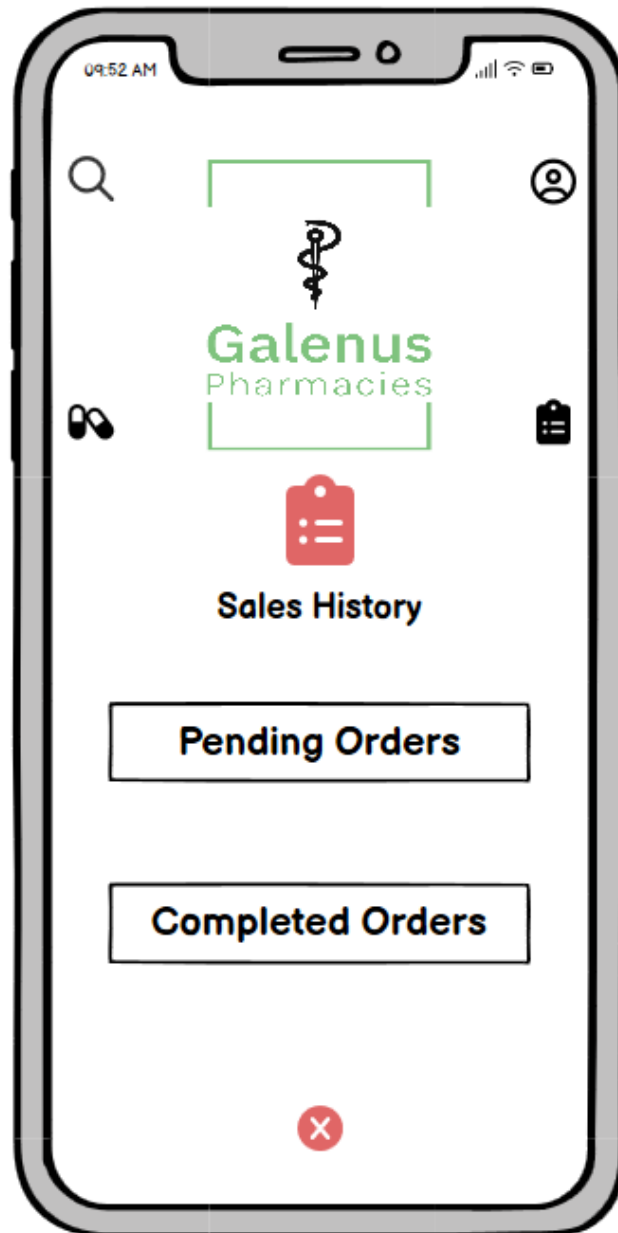 09:52 AM
Galenus
Pharmacies
Sales History
Pending Orders
Completed Orders